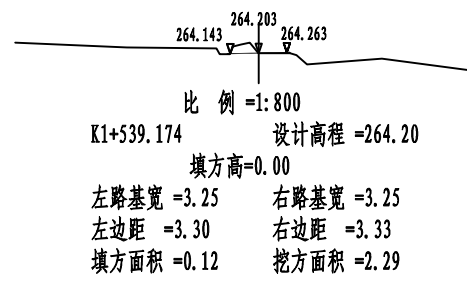 264.203
264.143 264.263
比 例 =1:800
K1+539.174 设计高程 =264.20
填方高=0.00
左路基宽 =3.25 右路基宽 =3.25
左边距 =3.30 右边距 =3.33
填方面积 =0.12 挖方面积 =2.29